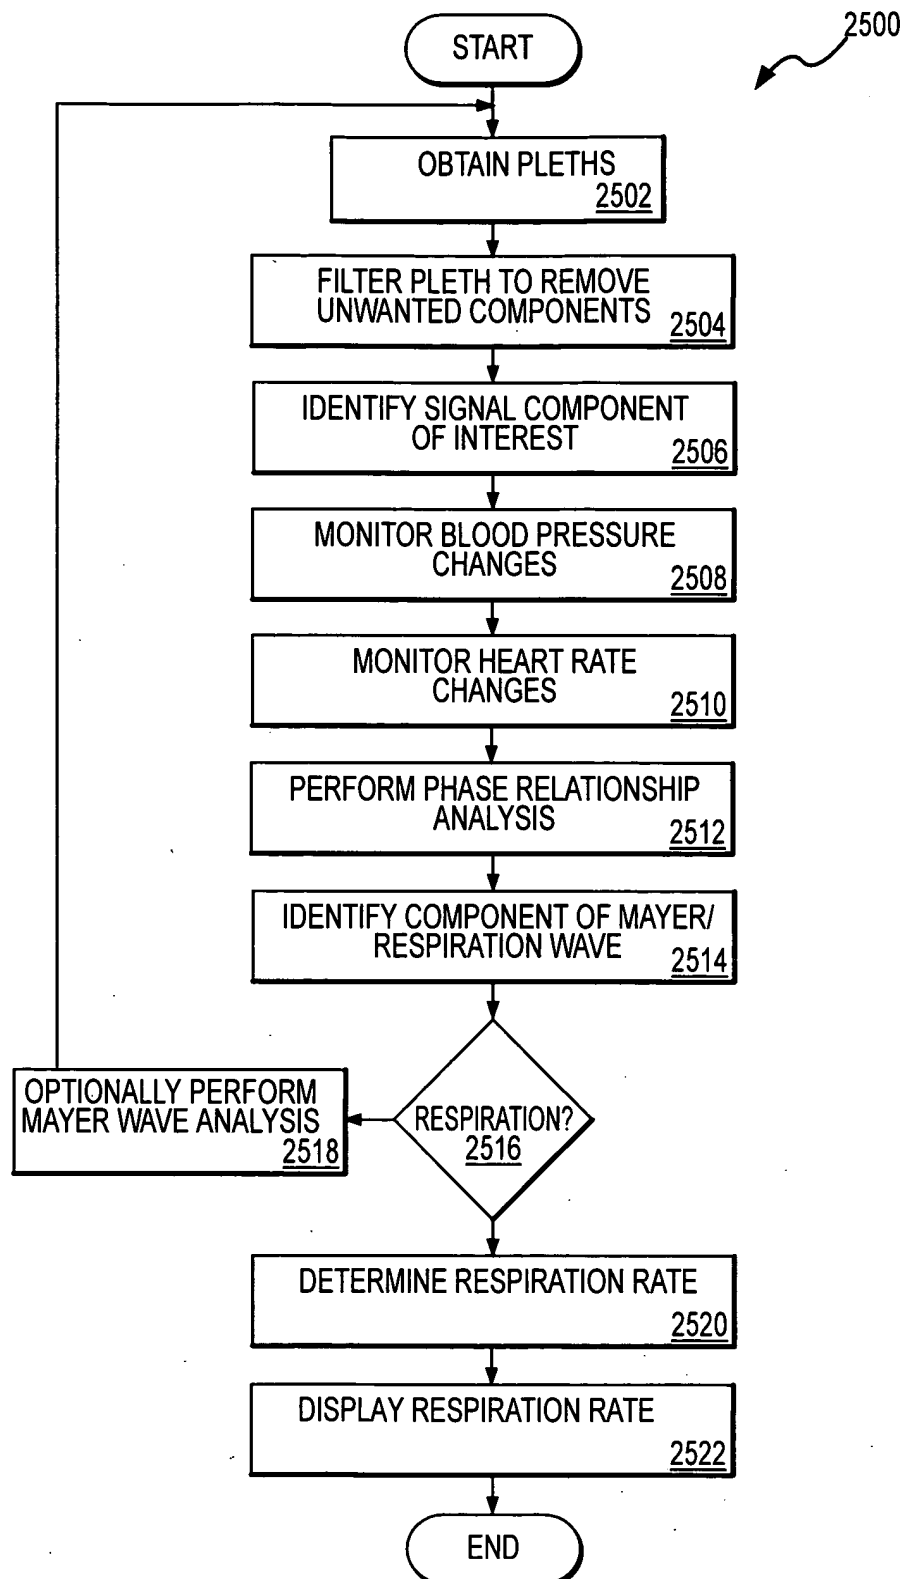 2500
START
OBTAIN PLETHS
2502
FILTER PLETH TO REMOVE
UNWANTED COMPONENTS
2504
IDENTIFY SIGNAL COMPONENT
OF INTEREST
2506
MONITOR BLOOD PRESSURE
CHANGES
2508
MONITOR HEART RATE
CHANGES
2510
PERFORM PHASE RELATIONSHIP
ANALYSIS
2512
IDENTIFY COMPONENT OF MAYER/
RESPIRATION WAVE
2514
OPTIONALLY PERFORM
MAYER WAVE ANALYSIS
2518
RESPIRATION?
2516
DETERMINE RESPIRATION RATE
2520
DISPLAY RESPIRATION RATE
2522
END